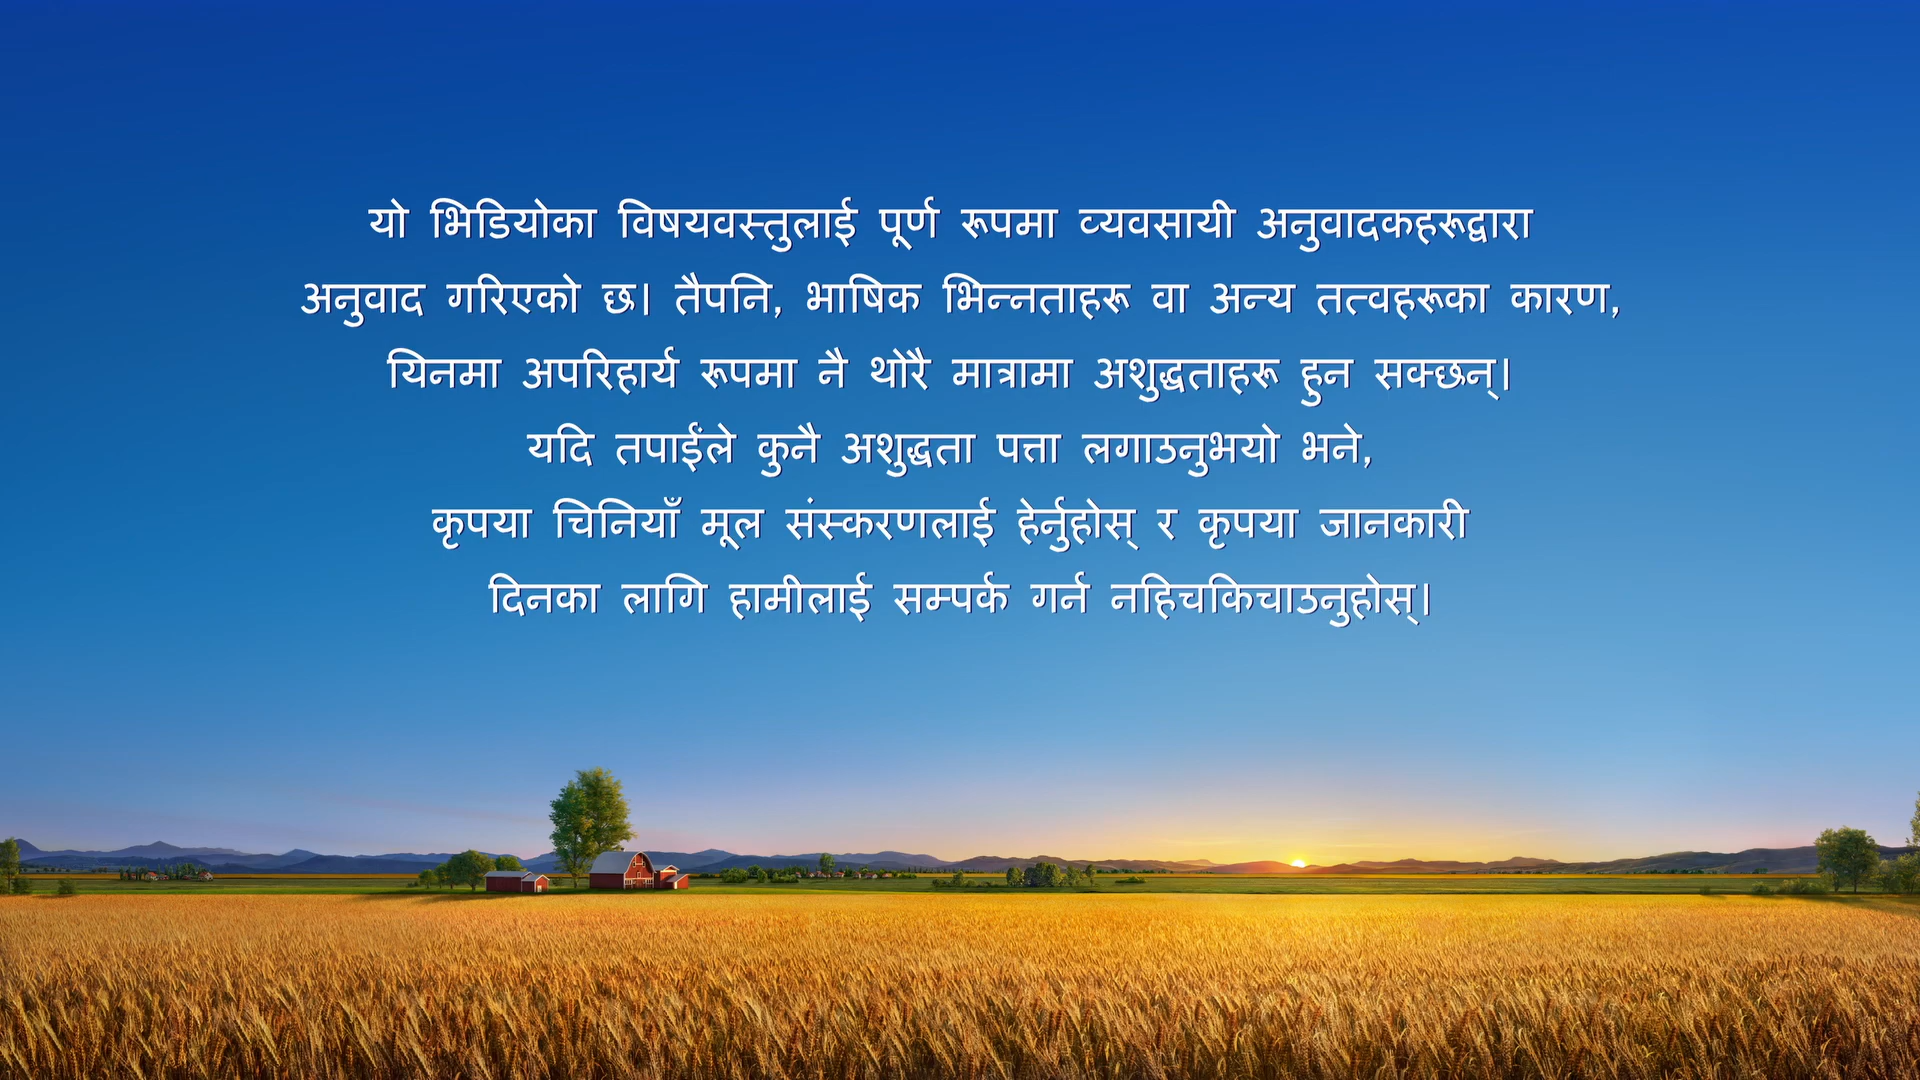 यो भिडियोका विषयवस्तुलाई पूर्ण रूपमा व्यवसायी अनुवादकहरूद्वारा
अनुवाद गरिएको छ। तैपनि, भाषिक भिन्नताहरू वा अन्य तत्वहरूका कारण,
यिनमा अपरिहार्य रूपमा नै थोरै मात्रामा अशुद्धताहरू हुन सक्छन्।
यदि तपाईंले कुनै अशुद्धता पत्ता लगाउनुभयो भने,
कृपया चिनियाँ मूल संस्करणलाई हेर्नुहोस् र कृपया जानकारी
दिनका लागि हामीलाई सम्पर्क गर्न नहिचकिचाउनुहोस्।